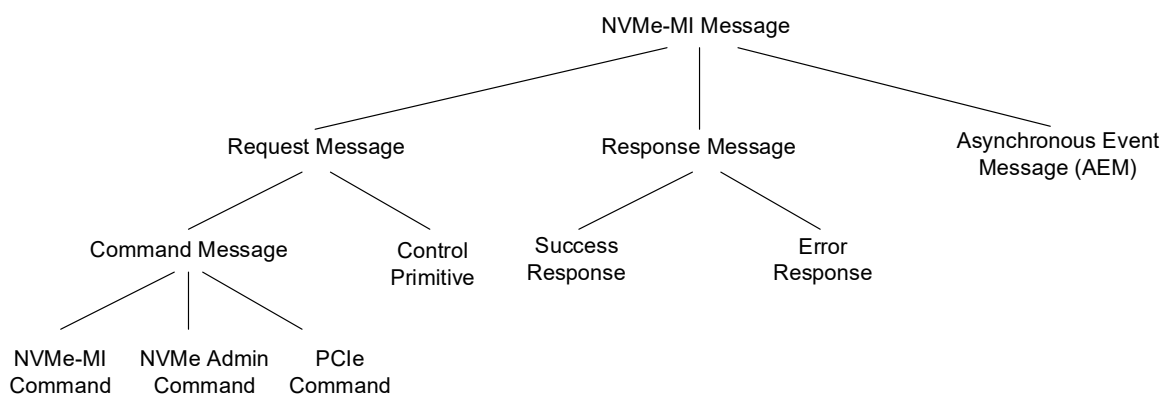 NVMe-MI Message
Request Message
Response Message
Asynchronous Event
Message (AEM)
Command Message
Control
Primitive
Success
Response
Error
Response
NVMe-MI
Command
NVMe Admin
Command
PCIe
Command